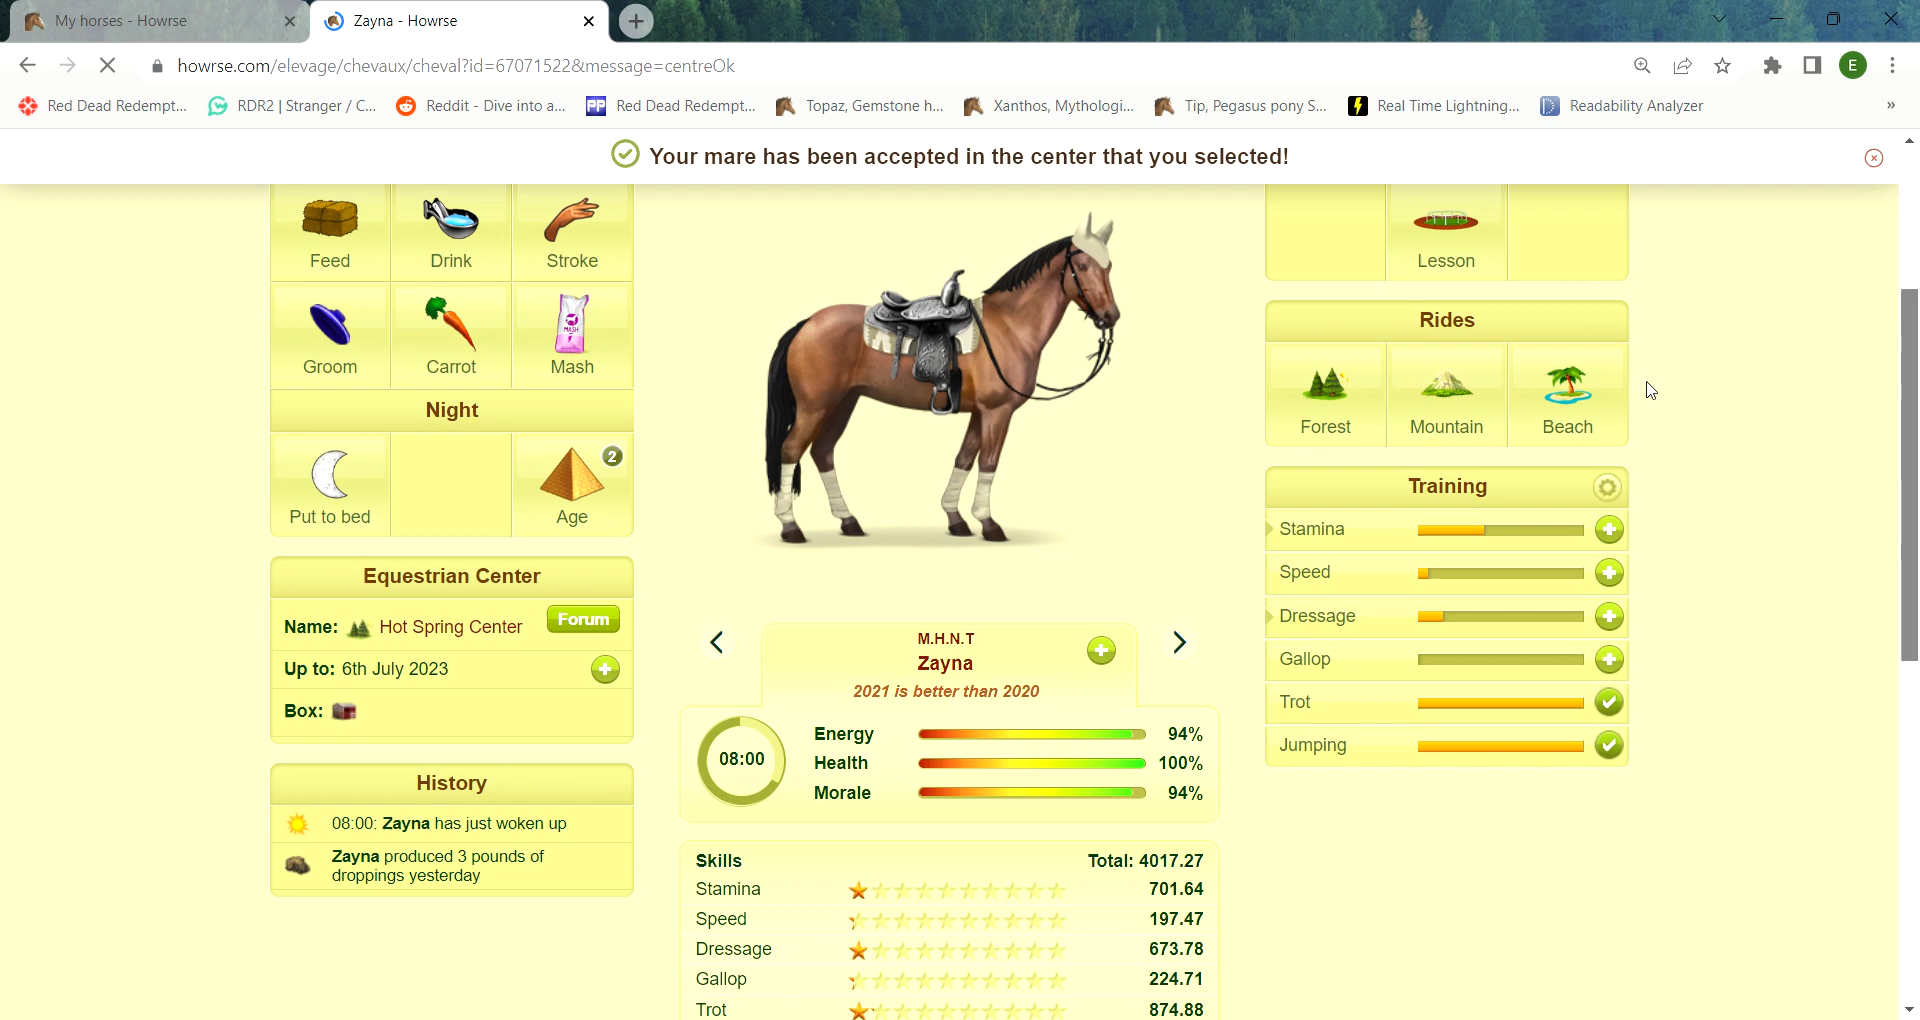 My horses - Howrse
Zayna - Howrse
howrse.com/elevage/chevaux/cheval?id=67071522&message=centreOk
E
Red Dead Redempt...
RDR2 | Stranger / C...
Reddit - Dive into a...
PP Red Dead Redempt...
Topaz, Gemstone h...
Xanthos, Mythologi...
Tip, Pegasus pony S...
Real Time Lightning...
Readability Analyzer
»
Your mare has been accepted in the center that you selected!
Feed
Drink
Stroke
Groom
Carrot
MASH
Mash
Night
2
Put to bed
Age
Equestrian Center
Name: Hot Spring Center
Forum
Up to: 6th July 2023
Box:
History
08:00: Zayna has just woken up
Zayna produced 3 pounds of
droppings yesterday
M.H.N.T
Zayna
2021 is better than 2020
08:00
Energy 94%
Health 100%
Morale 94%
Skills Total: 4017.27
Stamina 701.64
Speed 197.47
Dressage 673.78
Gallop 224.71
Trot 874.88
Lesson
Rides
Forest
Mountain
Beach
Training
Stamina
Speed
Dressage
Gallop
Trot
Jumping